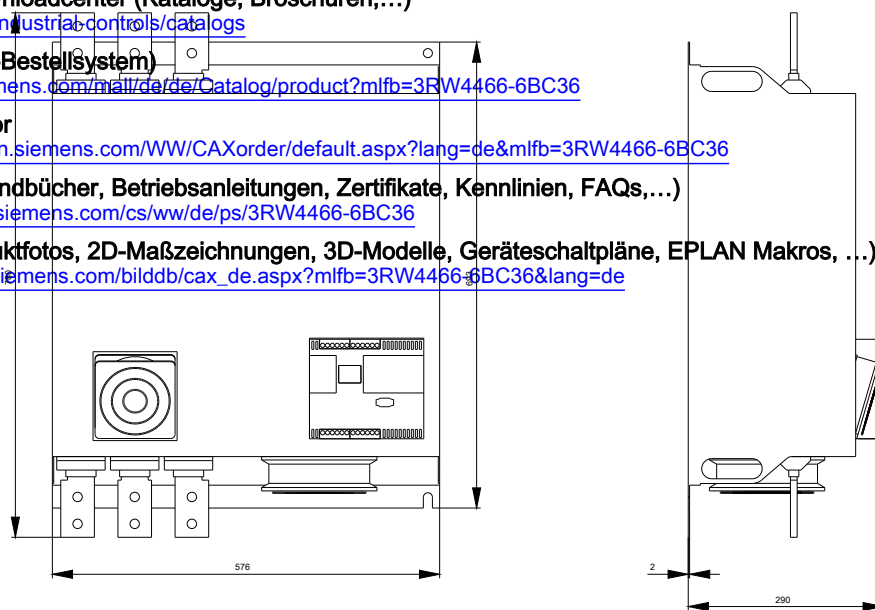 nloadcenter (Kataloge, Broschüren,…)
ndustrial-controls/catalogs
-Bestellsystem)
mens.com/mall/de/de/Catalog/product?mlfb=3RW4466-6BC36
or
n.siemens.com/WW/CAXorder/default.aspx?lang=de&mlfb=3RW4466-6BC36
ndbücher, Betriebsanleitungen, Zertifikate, Kennlinien, FAQs,…)
siemens.com/cs/ww/de/ps/3RW4466-6BC36
uktfotos, 2D-Maßzeichnungen, 3D-Modelle, Geräteschaltpläne, EPLAN Makros, …)
siemens.com/bilddb/cax_de.aspx?mlfb=3RW4466-6BC36&lang=de
576
2
290